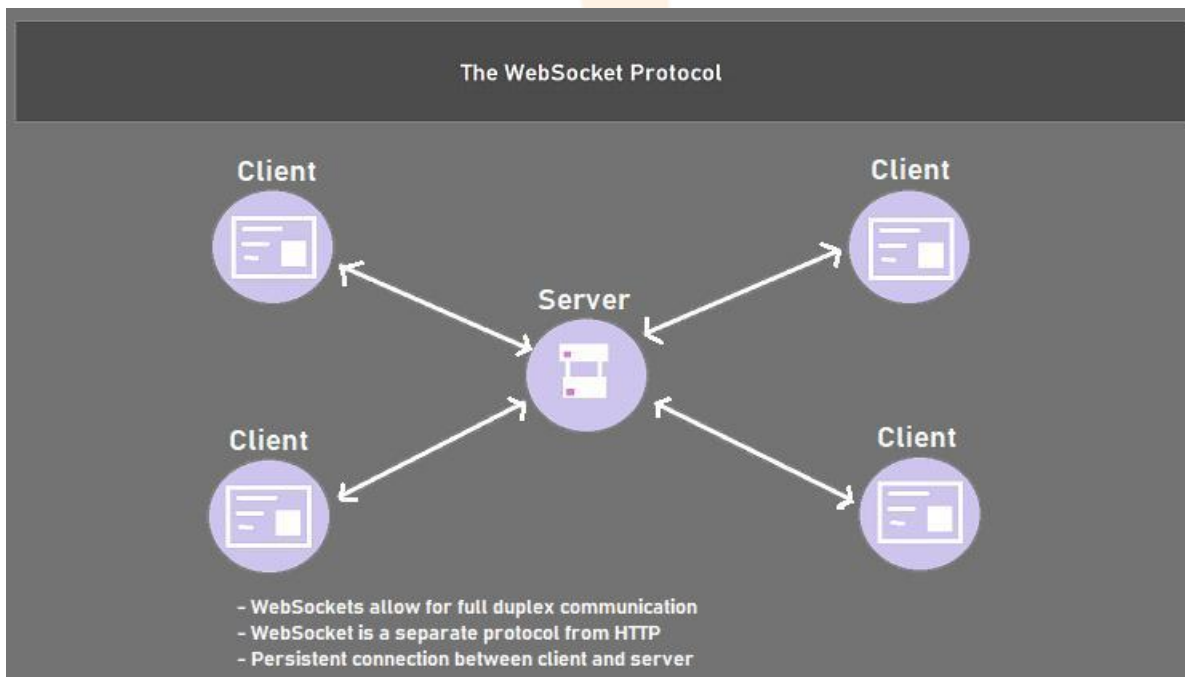 The WebSocket Protocol
Client
Client
Server
Client
Client
- WebSockets allow for full duplex communication
- WebSocket is a separate protocol from HTTP
- Persistent connection between client and server